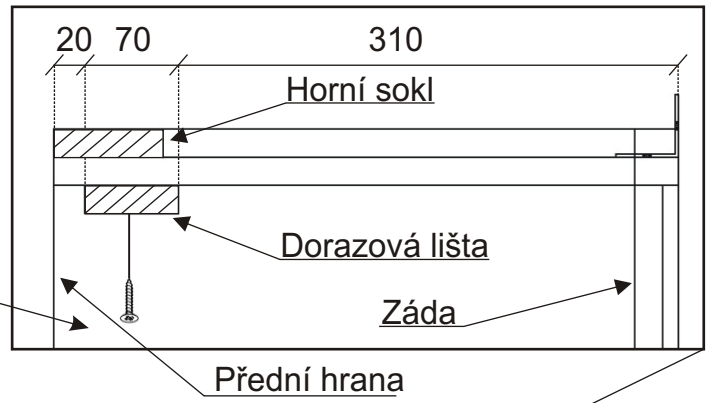 20 70 310
Horní sokl
Dorazová lišta
Záda
Přední hrana